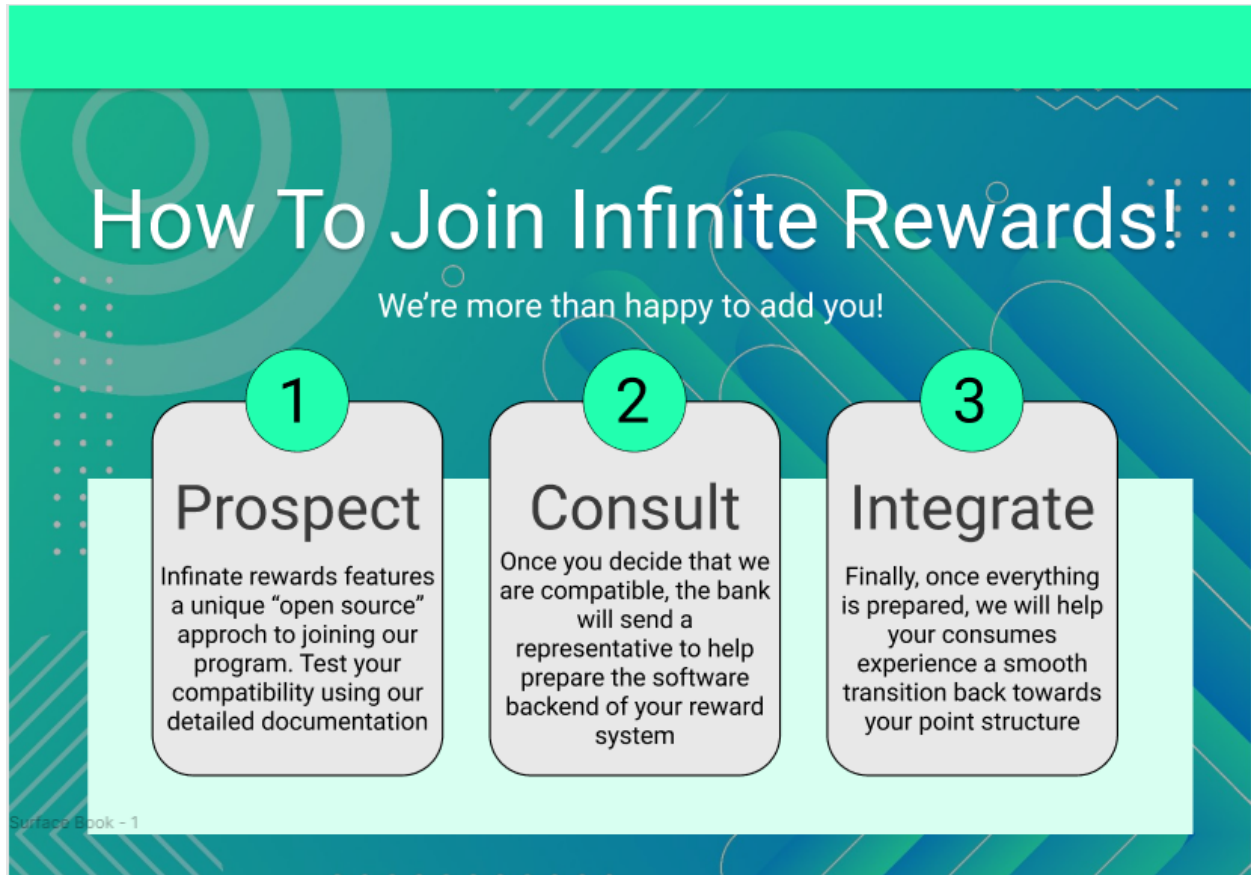 How To Join Infinite Rewards!
We’re more than happy to add you!
1
Prospect
Infinate rewards features
a unique “open source”
approch to joining our
program. Test your
compatibility using our
detailed documentation
2
Consult
Once you decide that we
are compatible, the bank
will send a
representative to help
prepare the software
backend of your reward
system
3
Integrate
Finally, once everything
is prepared, we will help
your consumes
experience a smooth
transition back towards
your point structure
Surface Book - 1